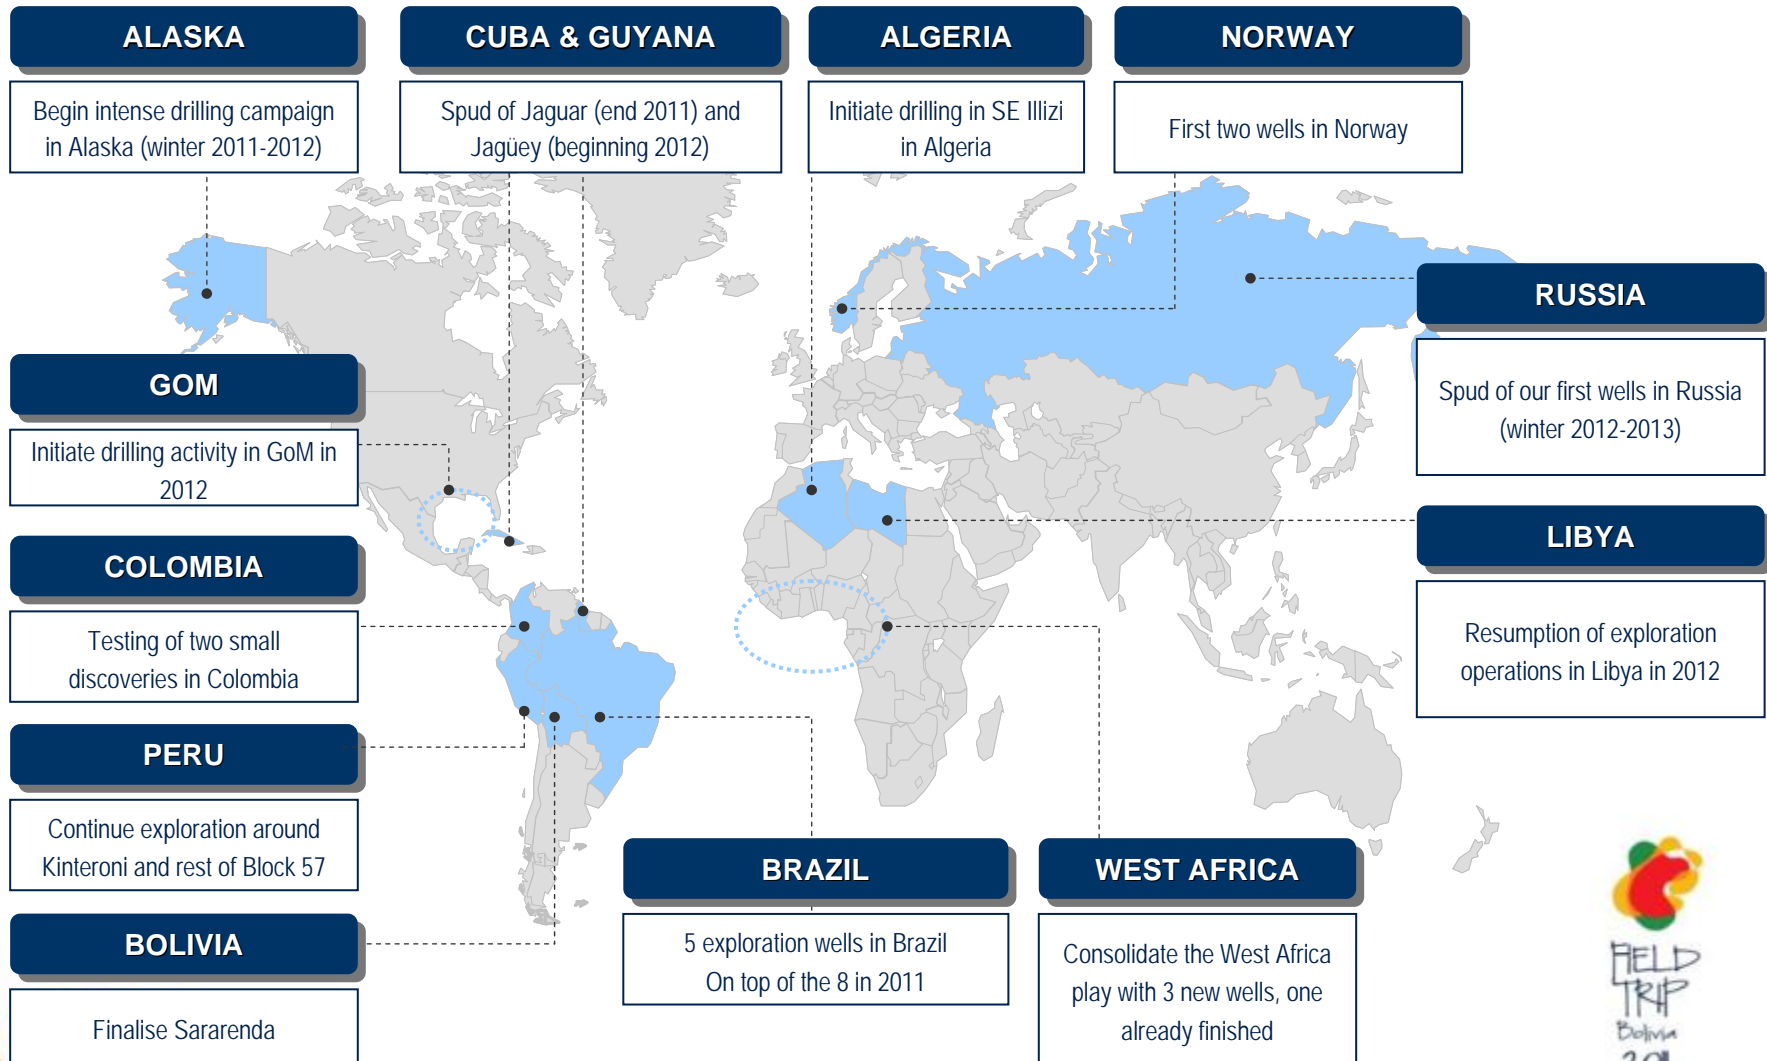 ALASKA
Begin intense drilling campaign
in Alaska (winter 2011-2012)
CUBA & GUYANA
Spud of Jaguar (end 2011) and
Jagüey (beginning 2012)
ALGERIA
Initiate drilling in SE Illizi
in Algeria
NORWAY
First two wells in Norway
RUSSIA
Spud of our first wells in Russia
(winter 2012-2013)
GOM
Initiate drilling activity in GoM in
2012
LIBYA
Resumption of exploration
operations in Libya in 2012
COLOMBIA
Testing of two small
discoveries in Colombia
PERU
Continue exploration around
Kinteroni and rest of Block 57
BRAZIL
5 exploration wells in Brazil
On top of the 8 in 2011
WEST AFRICA
Consolidate the West Africa
play with 3 new wells, one
already finished
BOLIVIA
Finalise Sararenda
FIELD
TRIP
Bolivia
2011